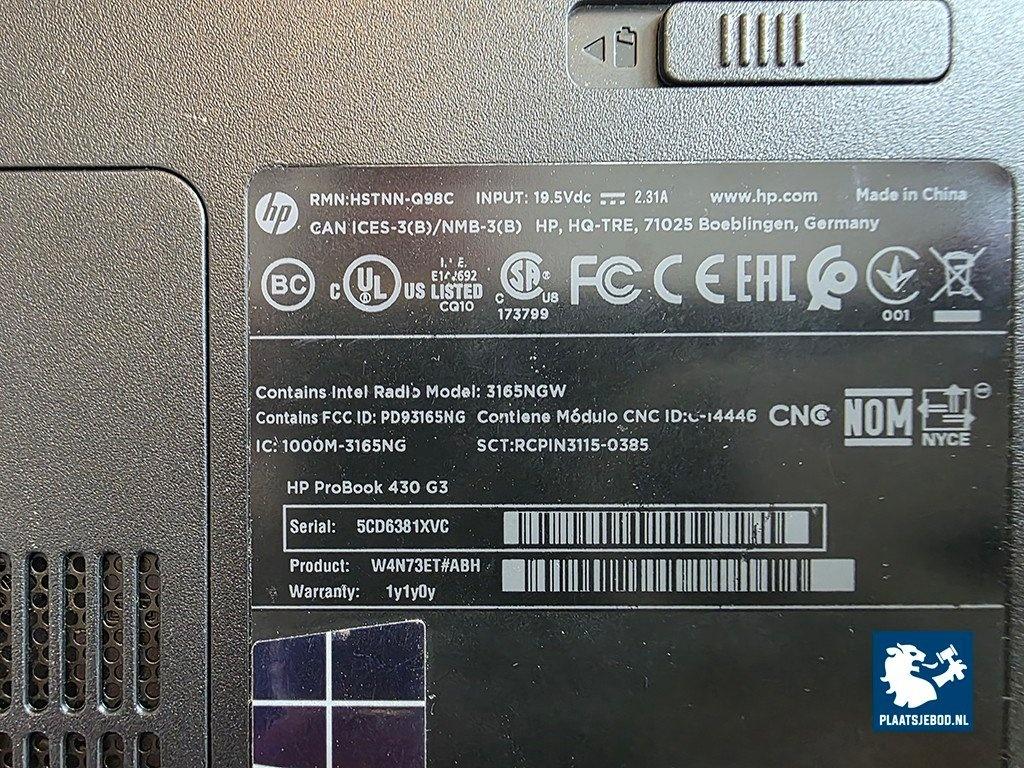 hp RMN:HSTNN-Q98C INPUT: 19.5Vdc 2.31A www.hp.com Made in China
CAN ICES-3(B)/NMB-3(B) HP, HQ-TRE, 71025 Boeblingen, Germany
BC C UL US LISTED CQ10 C SA® US 173799 FC CE EAC 001
Contains Intel Radio Model: 3165NGW
Contains FCC ID: PD93165NG Contiene Módulo CNC ID: CNC NOM NYCE
IC: 1000M-3165NG SCT:RCPIN3115-0385
HP ProBook 430 G3
Serial: 5CD6381XVC
Product: W4N73ET#ABH
Warranty: 1y1y0y
PLAATSJEBOD.NL